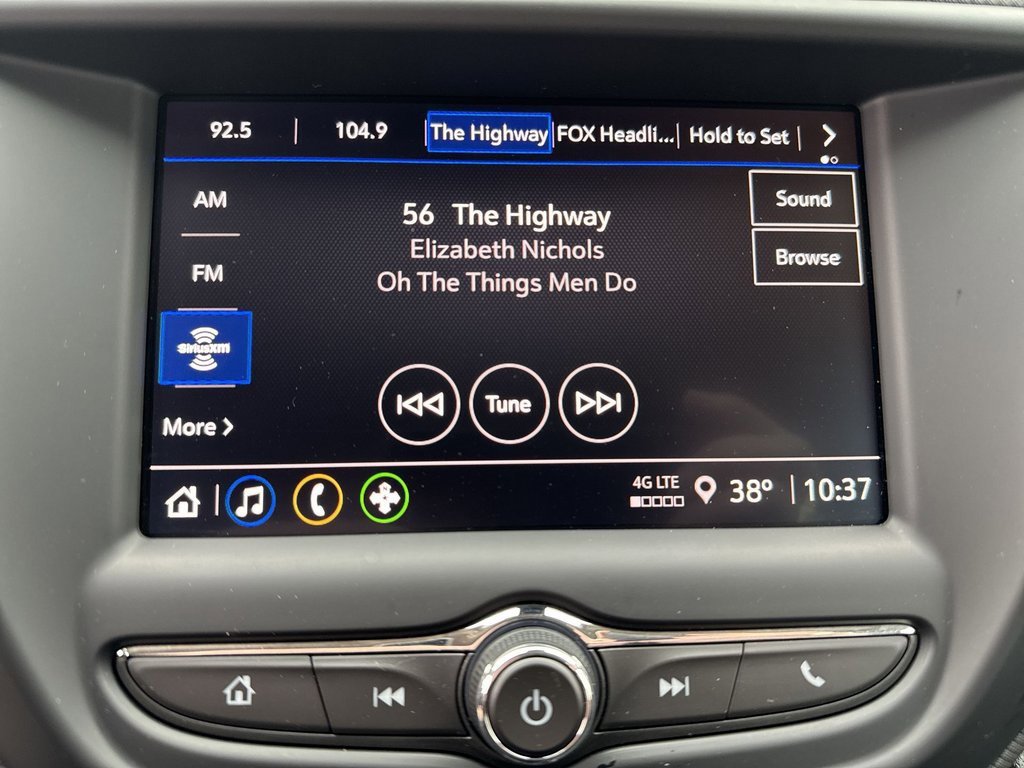 92.5 | 104.9 | The Highway | FOX Headli... | Hold to Set | >
AM
FM
SiriusXM
More >
56 The Highway
Elizabeth Nichols
Oh The Things Men Do
Sound
Browse
Tune
4G LTE
38°
10:37